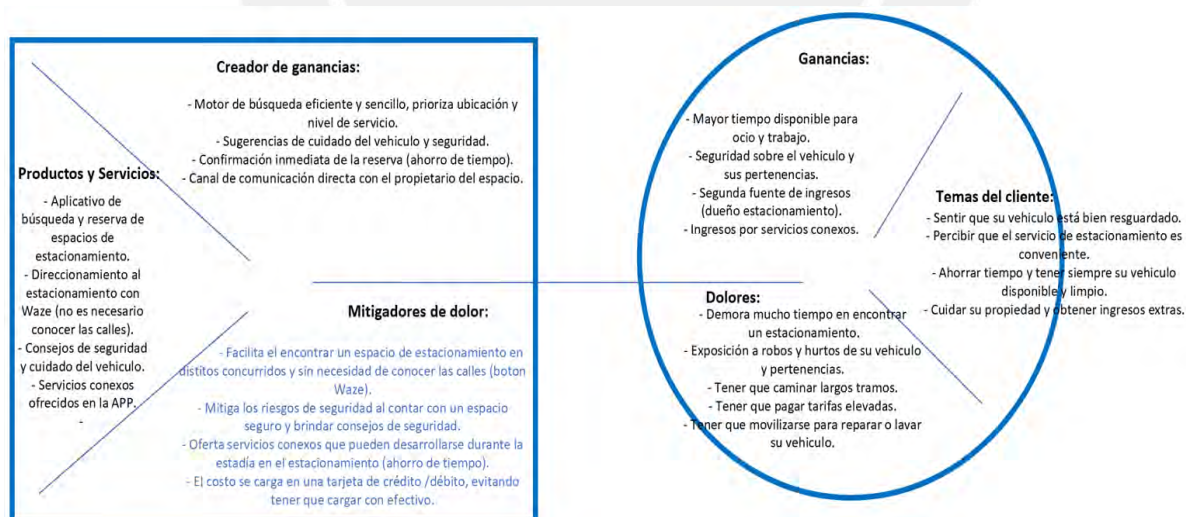 Creador de ganancias:
- Motor de búsqueda eficiente y sencillo, prioriza ubicación y
nivel de servicio.
- Sugerencias de cuidado del vehiculo y seguridad.
- Confirmación inmediata de la reserva (ahorro de tiempo).
- Canal de comunicación directa con el propietario del espacio.
Productos y Servicios:
- Aplicativo de
búsqueda y reserva de
espacios de
estacionamiento.
- Direccionamiento al
estacionamiento con
Waze (no es necesario
conocer las calles).
- Consejos de seguridad
y cuidado del vehiculo.
- Servicios conexos
ofrecidos en la APP.
-
Mitigadores de dolor:
- Facilita el encontrar un espacio de estacionamiento en
distitos concurridos y sin necesidad de conocer las calles (boton
Waze).
- Mitiga los riesgos de seguridad al contar con un espacio
seguro y brindar consejos de seguridad.
- Oferta servicios conexos que pueden desarrollarse durante la
estadía en el estacionamiento (ahorro de tiempo).
- El costo se carga en una tarjeta de crédito /débito, evitando
tener que cargar con efectivo.
Ganancias:
- Mayor tiempo disponible para
ocio y trabajo.
- Seguridad sobre el vehiculo y
sus pertenencias.
- Segunda fuente de ingresos
(dueño estacionamiento).
- Ingresos por servicios conexos.
Temas del cliente:
- Sentir que su vehiculo está bien resguardado.
- Percibir que el servicio de estacionamiento es
conveniente.
- Ahorrar tiempo y tener siempre su vehiculo
disponible y limpio.
- Cuidar su propiedad y obtener ingresos extras.
Dolores:
- Demora mucho tiempo en encontrar
un estacionamiento.
- Exposición a robos y hurtos de su vehiculo
y pertenencias.
- Tener que caminar largos tramos.
- Tener que pagar tarifas elevadas.
- Tener que movilizarse para reparar o lavar
su vehiculo.